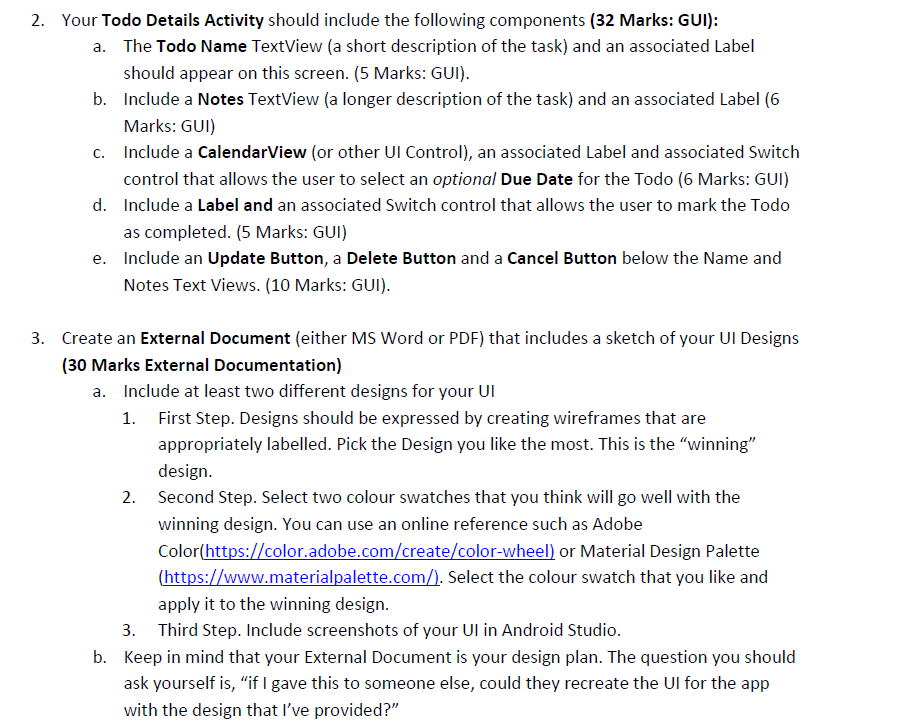 2. Your Todo Details Activity should include the following components (32 Marks: GUI):
a. The Todo Name TextView (a short description of the task) and an associated Label
should appear on this screen. (5 Marks: GUI).
b. Include a Notes TextView (a longer description of the task) and an associated Label (6
Marks: GUI)
c. Include a CalendarView (or other UI Control), an associated Label and associated Switch
control that allows the user to select an optional Due Date for the Todo (6 Marks: GUI)
d. Include a Label and an associated Switch control that allows the user to mark the Todo
as completed. (5 Marks: GUI)
e. Include an Update Button, a Delete Button and a Cancel Button below the Name and
Notes Text Views. (10 Marks: GUI).
3. Create an External Document (either MS Word or PDF) that includes a sketch of your UI Designs
(30 Marks External Documentation)
a. Include at least two different designs for your UI
1. First Step. Designs should be expressed by creating wireframes that are
appropriately labelled. Pick the Design you like the most. This is the “winning”
design.
2. Second Step. Select two colour swatches that you think will go well with the
winning design. You can use an online reference such as Adobe
Color(https://color.adobe.com/create/color-wheel) or Material Design Palette
(https://www.materialpalette.com/). Select the colour swatch that you like and
apply it to the winning design.
3. Third Step. Include screenshots of your UI in Android Studio.
b. Keep in mind that your External Document is your design plan. The question you should
ask yourself is, “if I gave this to someone else, could they recreate the UI for the app
with the design that I’ve provided?”